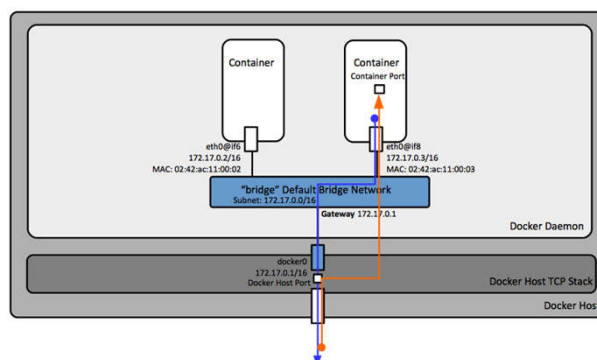 Container
Container
Container Port
eth0@if6
172.17.0.2/16
MAC: 02:42:ac:11:00:02
eth0@if8
172.17.0.3/16
MAC: 02:42:ac:11:00:03
"bridge" Default Bridge Network
Subnet: 172.17.0.0/16
Gateway 172.17.0.1
Docker Daemon
docker0
172.17.0.1/16
Docker Host Port
Docker Host TCP Stack
Docker Host